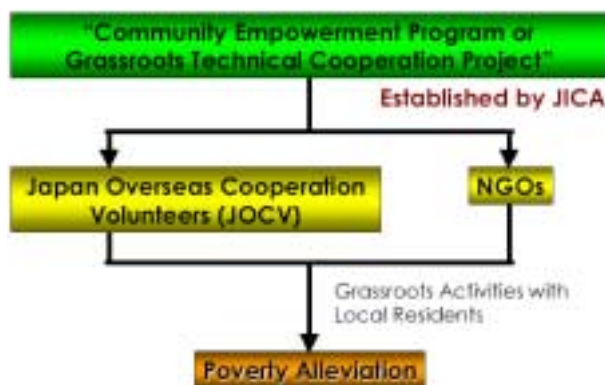 "Community Empowerment Program or
Grassroots Technical Cooperation Project"
Established by JICA
Japan Overseas Cooperation
Volunteers (JOCV)
NGOs
Grassroots Activities with
Local Residents
Poverty Alleviation